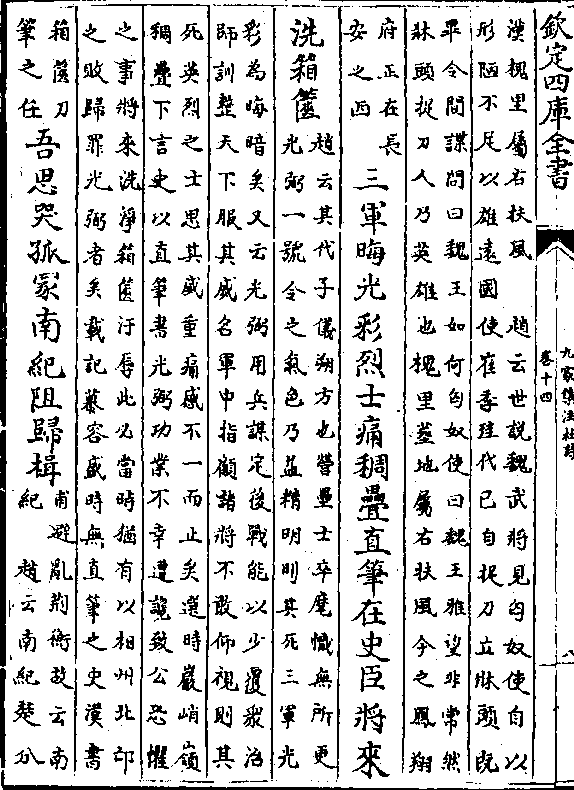 欽定四庫全書
漢槐里屬右扶風　趙云世説魏武將見匈奴使自以
形陋不足以雄遠國使崔季珪代已自捉刀立牀頭既
畢令間諜問曰魏王如何匈奴使曰魏王雅望非常然
牀頭捉刀人乃英雄也槐里葢地屬右扶風今之鳳翔
府正在長
安之西
三軍晦光彩烈士痛稠疊直筆在史臣將來
洗箱篋
趙云其代子儀朔方也營壘士卒麾幟無所更
光弼一號令之氣色乃益精明則其死三軍光
彩為晦暗矣又云光弼用兵謀定後戰能以少覆衆治
師訓整天下服其威名軍中指顧諸將不敢仰視則其
死英烈之士思其威重痛感不一而止矣選時巖峭嶺
稠疊下言史以直筆書光弼功業不幸遭讒致公恐懼
之事將來洗淨箱篋汙辱此必當時猶有以相州北邙
之敗歸罪光弼者矣載記慕容盛時無直筆之史漢書
箱篋刀
筆之任
吾思哭孤冢南紀阻歸楫
甫避亂荆衡故云南
紀　趙云南紀楚分
九家集注杜詩
卷十四
八